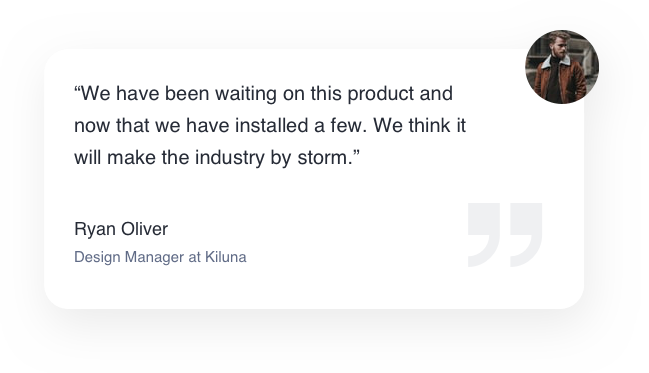 “We have been waiting on this product and
now that we have installed a few. We think it
will make the industry by storm.”
Ryan Oliver
Design Manager at Kiluna